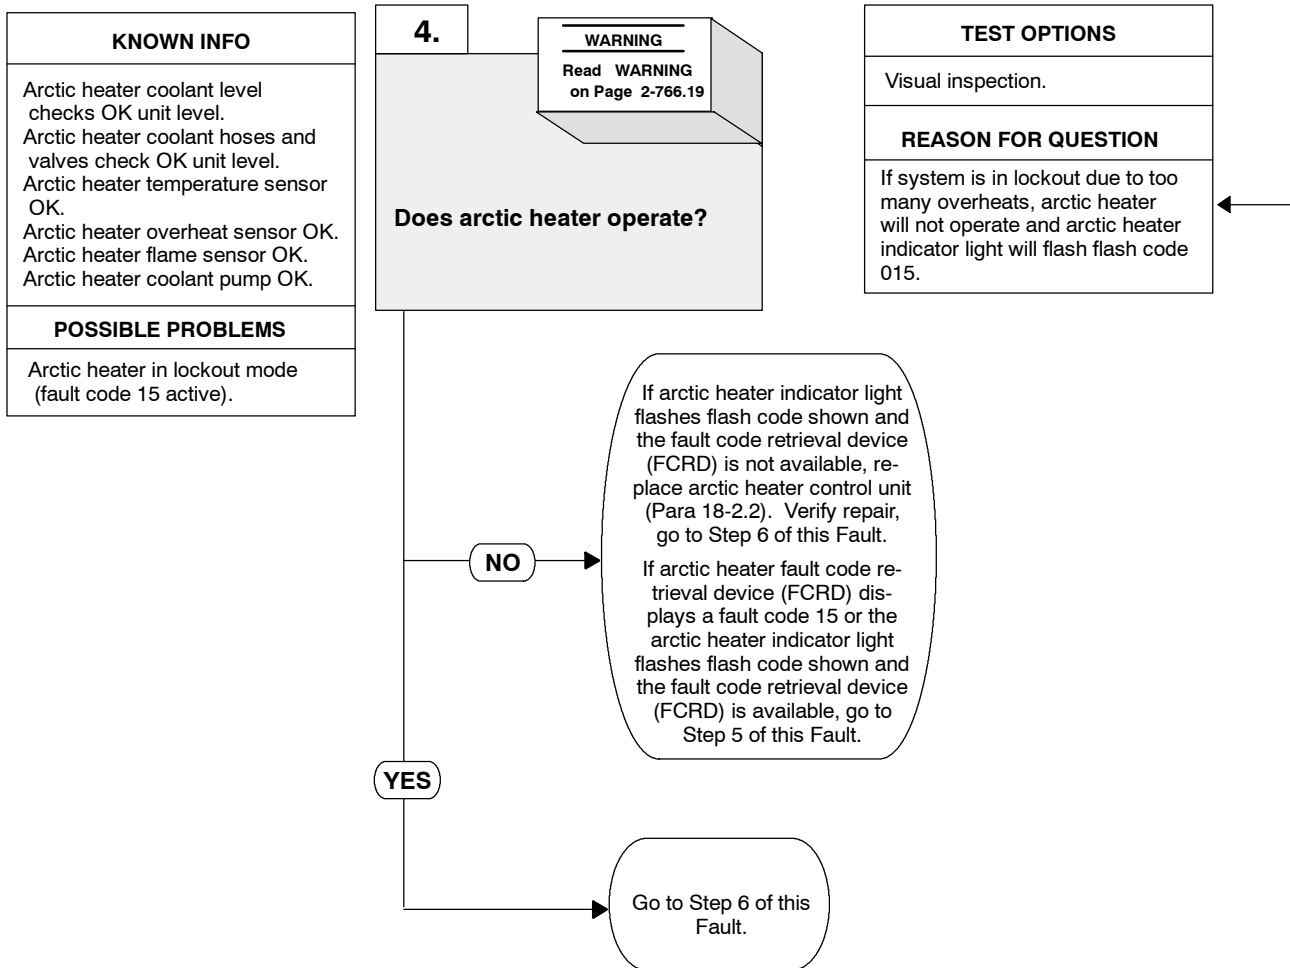 KNOWN INFO
Arctic heater coolant level
checks OK unit level.
Arctic heater coolant hoses and
valves check OK unit level.
Arctic heater temperature sensor
OK.
Arctic heater overheat sensor OK.
Arctic heater flame sensor OK.
Arctic heater coolant pump OK.
POSSIBLE PROBLEMS
Arctic heater in lockout mode
(fault code 15 active).
4.
WARNING
Read WARNING
on Page 2-766.19
Does arctic heater operate?
TEST OPTIONS
Visual inspection.
REASON FOR QUESTION
If system is in lockout due to too
many overheats, arctic heater
will not operate and arctic heater
indicator light will flash flash code
015.
NO
If arctic heater indicator light
flashes flash code shown and
the fault code retrieval device
(FCRD) is not available, re-
place arctic heater control unit
(Para 18-2.2). Verify repair,
go to Step 6 of this Fault.
If arctic heater fault code re-
trieval device (FCRD) dis-
plays a fault code 15 or the
arctic heater indicator light
flashes flash code shown and
the fault code retrieval device
(FCRD) is available, go to
Step 5 of this Fault.
YES
Go to Step 6 of this
Fault.